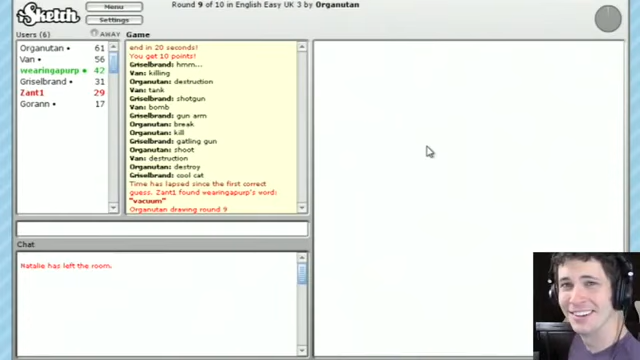 iSketch
Menu
Settings
Round 9 of 10 in English Easy UK 3 by Organutan
Users (6)
AWAY
Game
Organutan • 61
Van • 56
wearingapurp • 42
Griselbrand • 31
Zant1 29
Gorann • 17
end in 20 seconds!
You get 10 points!
Griselbrand: hmm...
Van: killing
Organutan: destruction
Van: tank
Griselbrand: shotgun
Van: bomb
Griselbrand: gun arm
Organutan: break
Organutan: kill
Griselbrand: gatling gun
Organutan: shoot
Van: destruction
Organutan: destroy
Griselbrand: cool cat
Time has lapsed since the first correct
guess. Zant1 found wearingapurp's word:
"vacuum"
Organutan drawing round 9
Chat
Natalie has left the room.